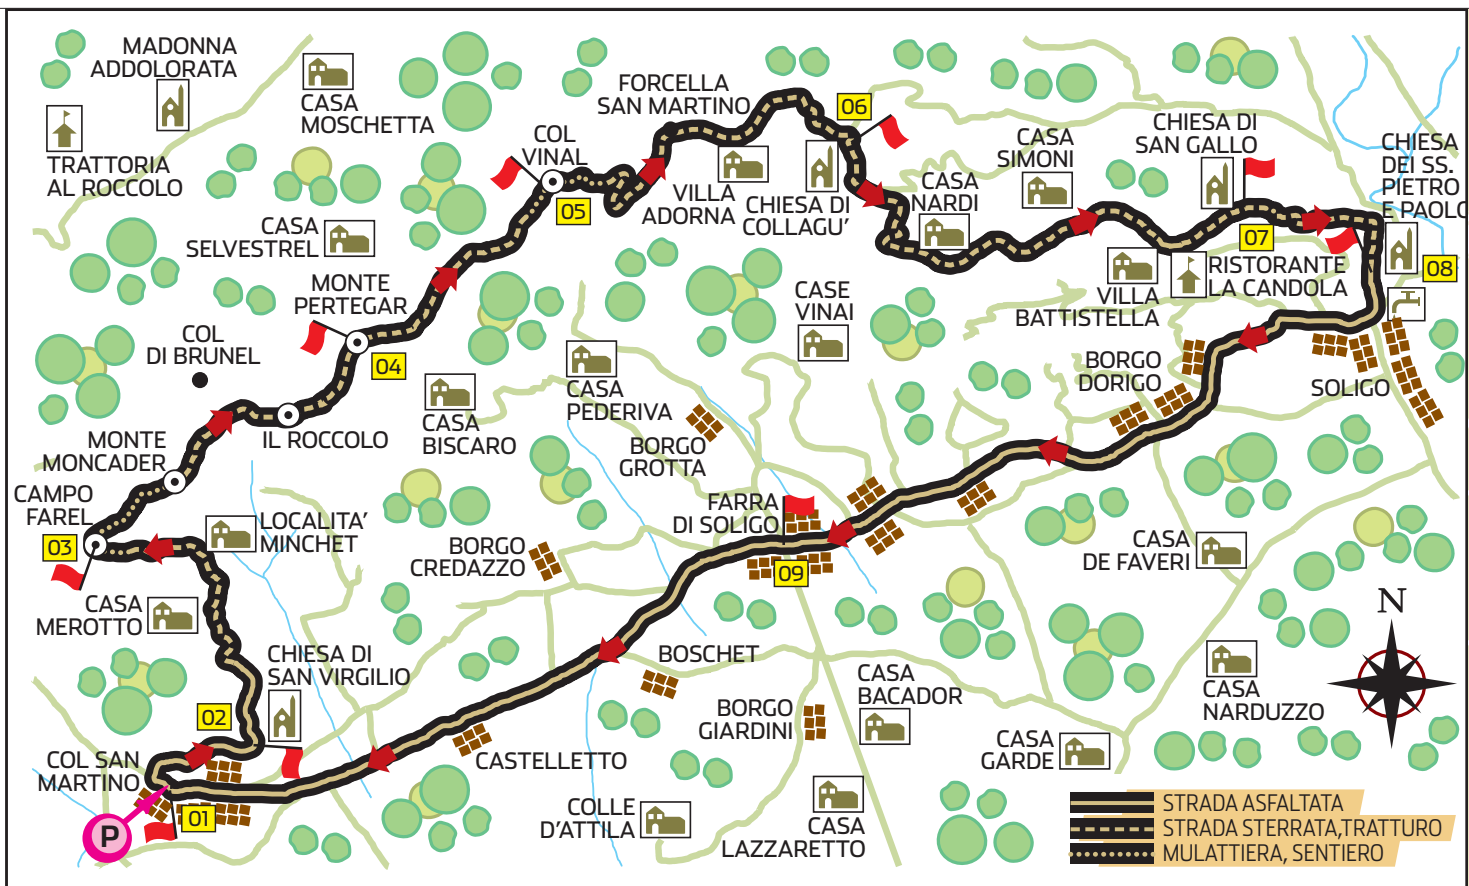 MADONNA
ADDOLORATA
CASA
MOSCHETTA
TRATTORIA
AL ROCCOLO
FORCELLA
SAN MARTINO
COL
VINAL
05
VILLA
ADORNA
CHIESA DI
COLLAGU'
06
CASA
NARDI
CASA
SIMONI
CHIESA DI
SAN GALLO
CHIESA
DEI SS.
PIETRO
E PAOLO
07
08
RISTORANTE
LA CANDOLA
VILLA
BATTISTELLA
CASA
SELVESTREL
MONTE
PERTEGAR
04
COL
DI BRUNEL
IL ROCCOLO
MONTE
MONCADER
CAMPO
FAREL
03
LOCALITA'
MINCHET
CASA
MEROTTO
CASA
BISCARO
CASA
PEDERIVA
CASE
VINAI
BORGO
GROTTA
BORGO
DORIGO
SOLIGO
FARRA
DI SOLIGO
09
BORGO
CREDAZZO
CASA
DE FAVERI
CHIESA DI
SAN VIRGILIO
02
COL SAN
MARTINO
01
P
BOSCHET
CASTELLETTO
BORGO
GIARDINI
CASA
BACADOR
COLLE
D'ATTILA
CASA
LAZZARETTO
CASA
GARDE
CASA
NARDUZZO
N
STRADA ASFALTATA
STRADA STERRATA,TRATTURO
MULATTIERA, SENTIERO